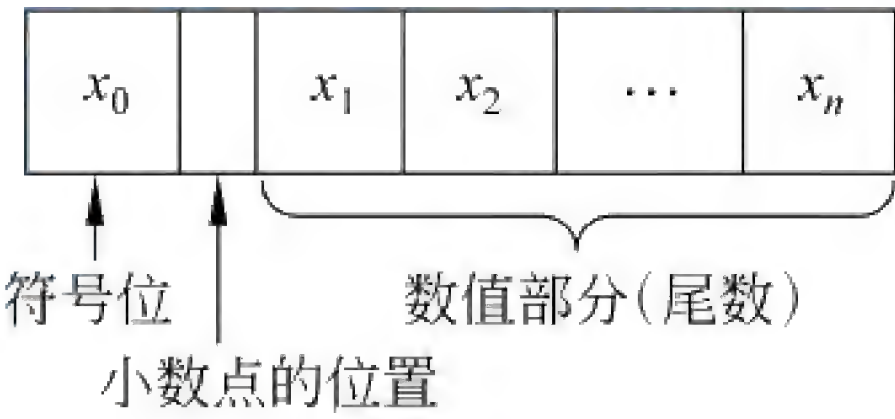 x₀ x₁ x₂ … xₙ
符号位 数值部分(尾数)
小数点的位置